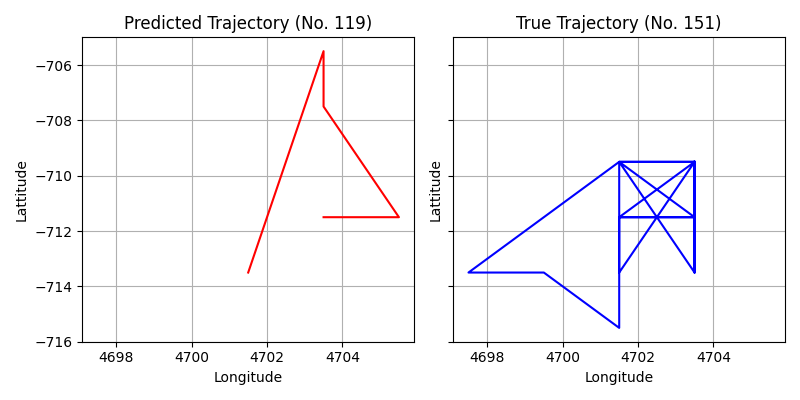 Predicted Trajectory (No. 119)
True Trajectory (No. 151)
−706
−708
−710
−712
−714
−716
Lattitude
Lattitude
4698 4700 4702 4704
4698 4700 4702 4704
Longitude
Longitude